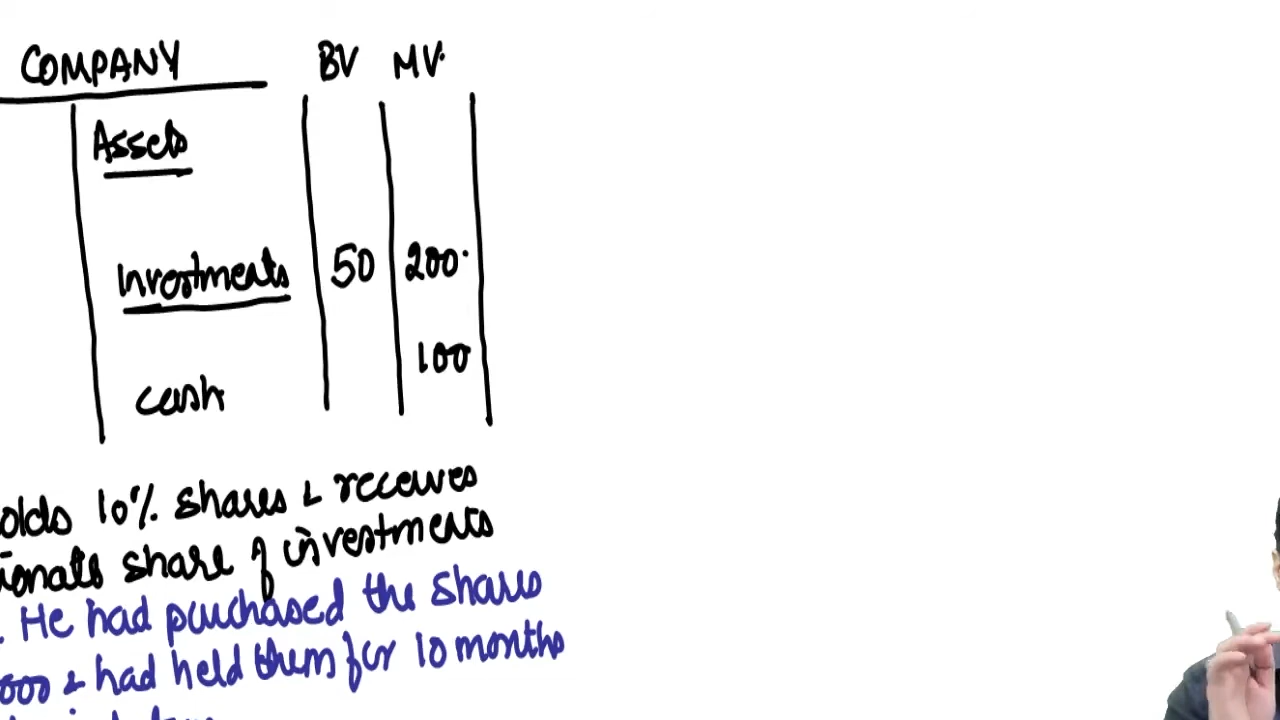 COMPANY BV MV
Assets
Investments 50 200
100
cash
olds 10% shares & receives
ionate share of investments
. He had purchased the shares
000 & had held them for 10 months